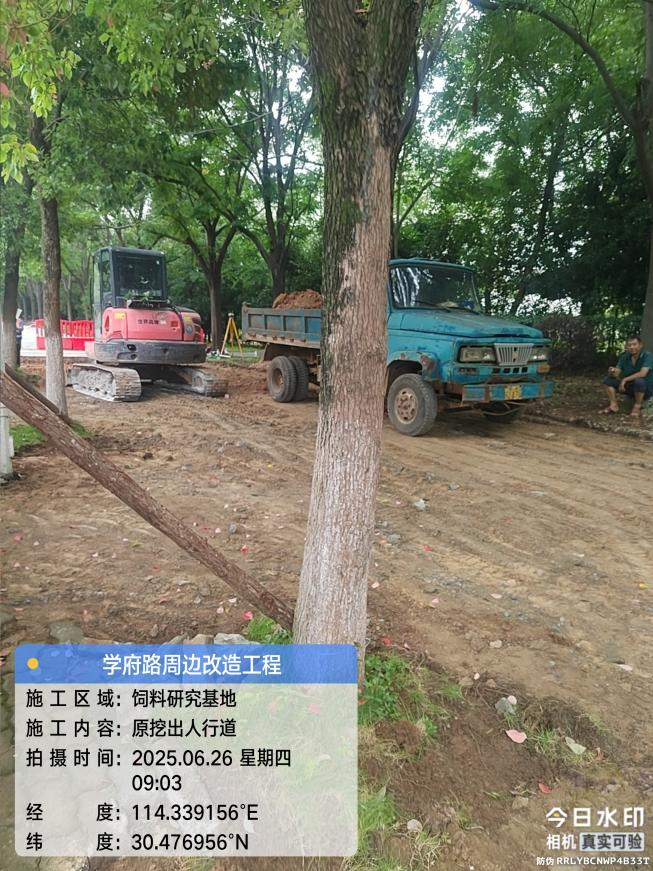 学府路周边改造工程
施工区域：饲料研究基地
施工内容：原挖出人行道
拍摄时间：2025.06.26 星期四
09:03
经度：114.339156°E
纬度：30.476956°N
今日水印
相机 真实可验
防伪 RRLYBCNWP4B33T